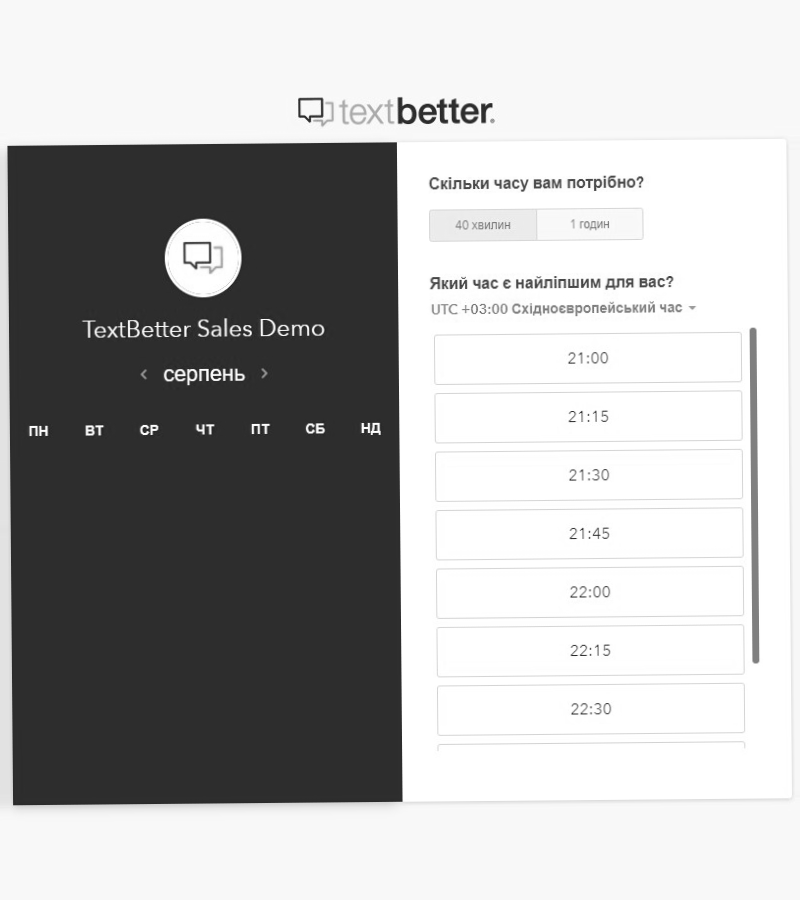 textbetter.
TextBetter Sales Demo
серпень
ПН ВТ СР ЧТ ПТ СБ НД
Скільки часу вам потрібно?
40 хвилин 1 годин
Який час є найліпшим для вас?
UTC +03:00 Східноєвропейський час
21:00
21:15
21:30
21:45
22:00
22:15
22:30